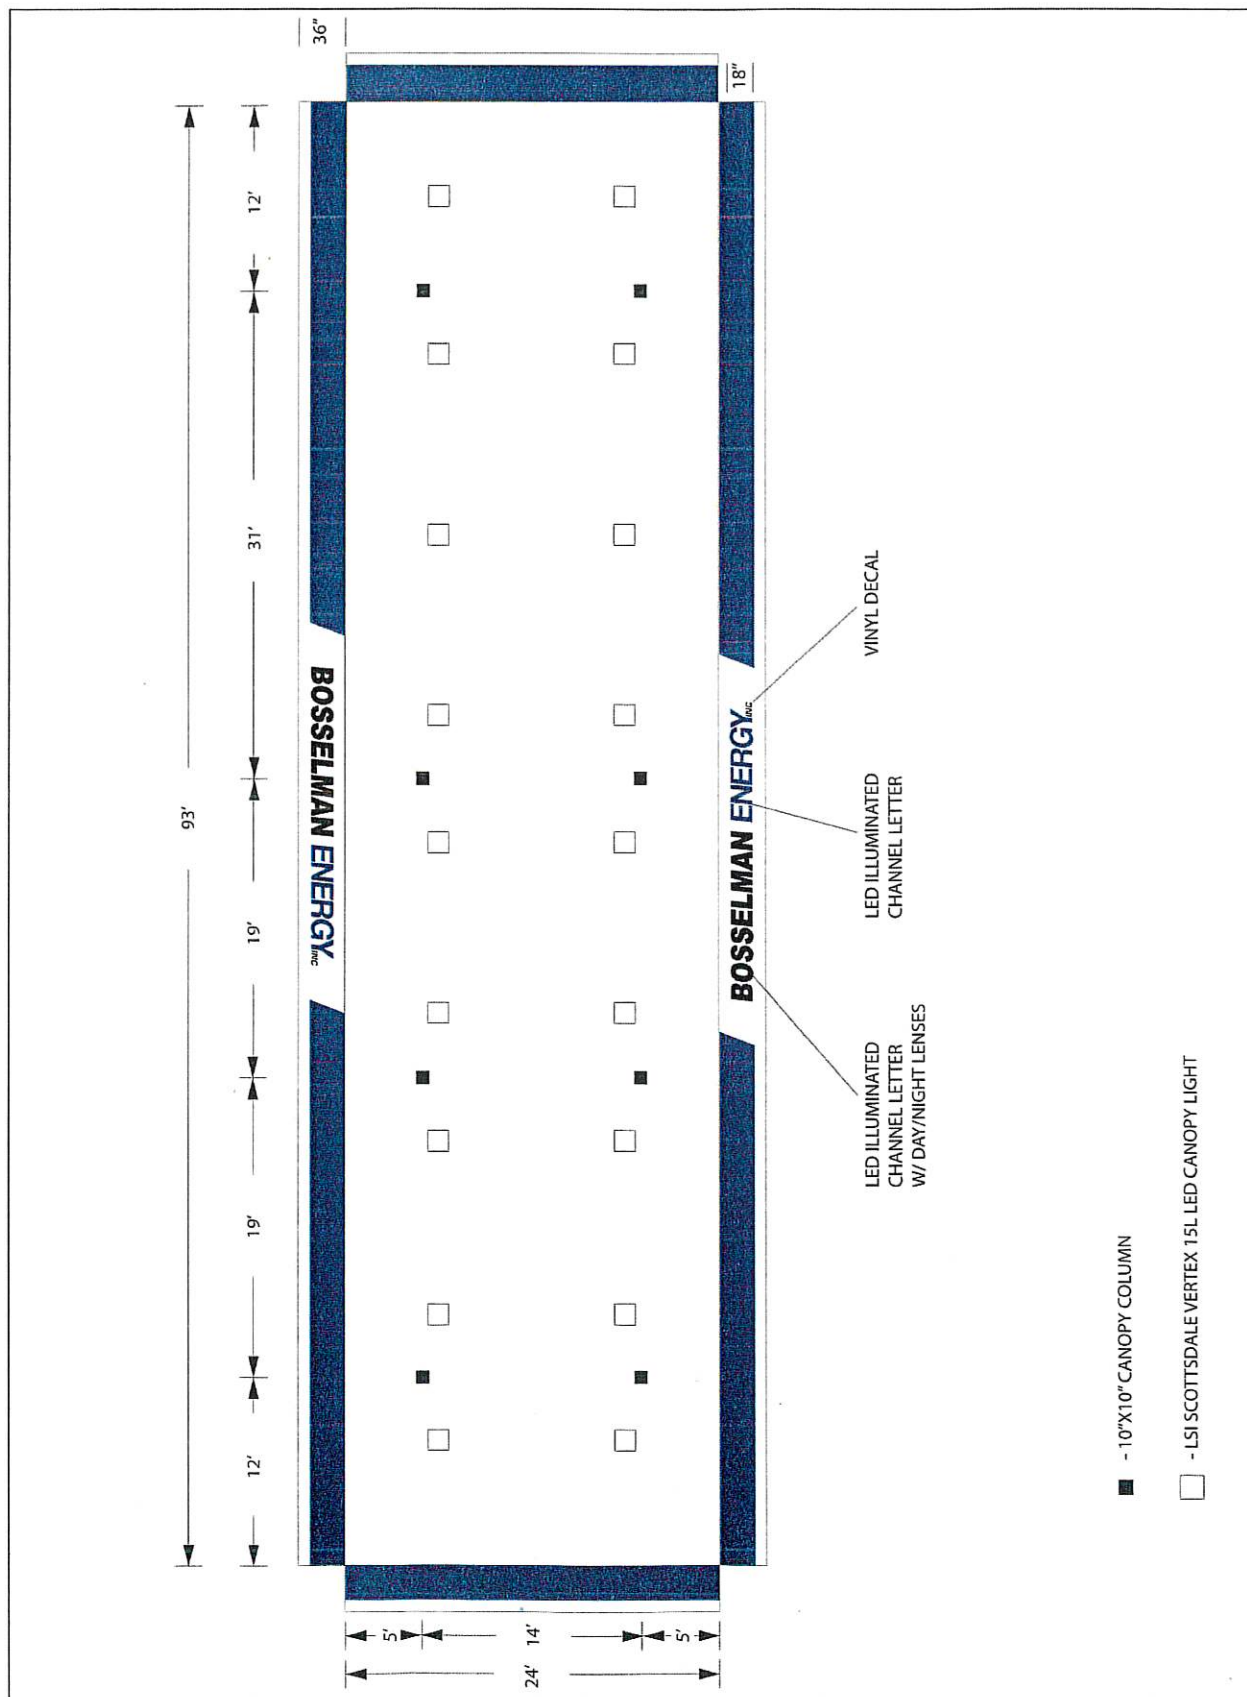 93'
12'
19'
19'
31'
12'
36"
BOSSELMAN ENERGY INC
24'
5'
14'
5'
18"
BOSSELMAN ENERGY INC
LED ILLUMINATED
CHANNEL LETTER
W/ DAY/NIGHT LENSES
LED ILLUMINATED
CHANNEL LETTER
VINYL DECAL
- 10"X10" CANOPY COLUMN
- LSI SCOTTSDALE VERTEX 15L LED CANOPY LIGHT